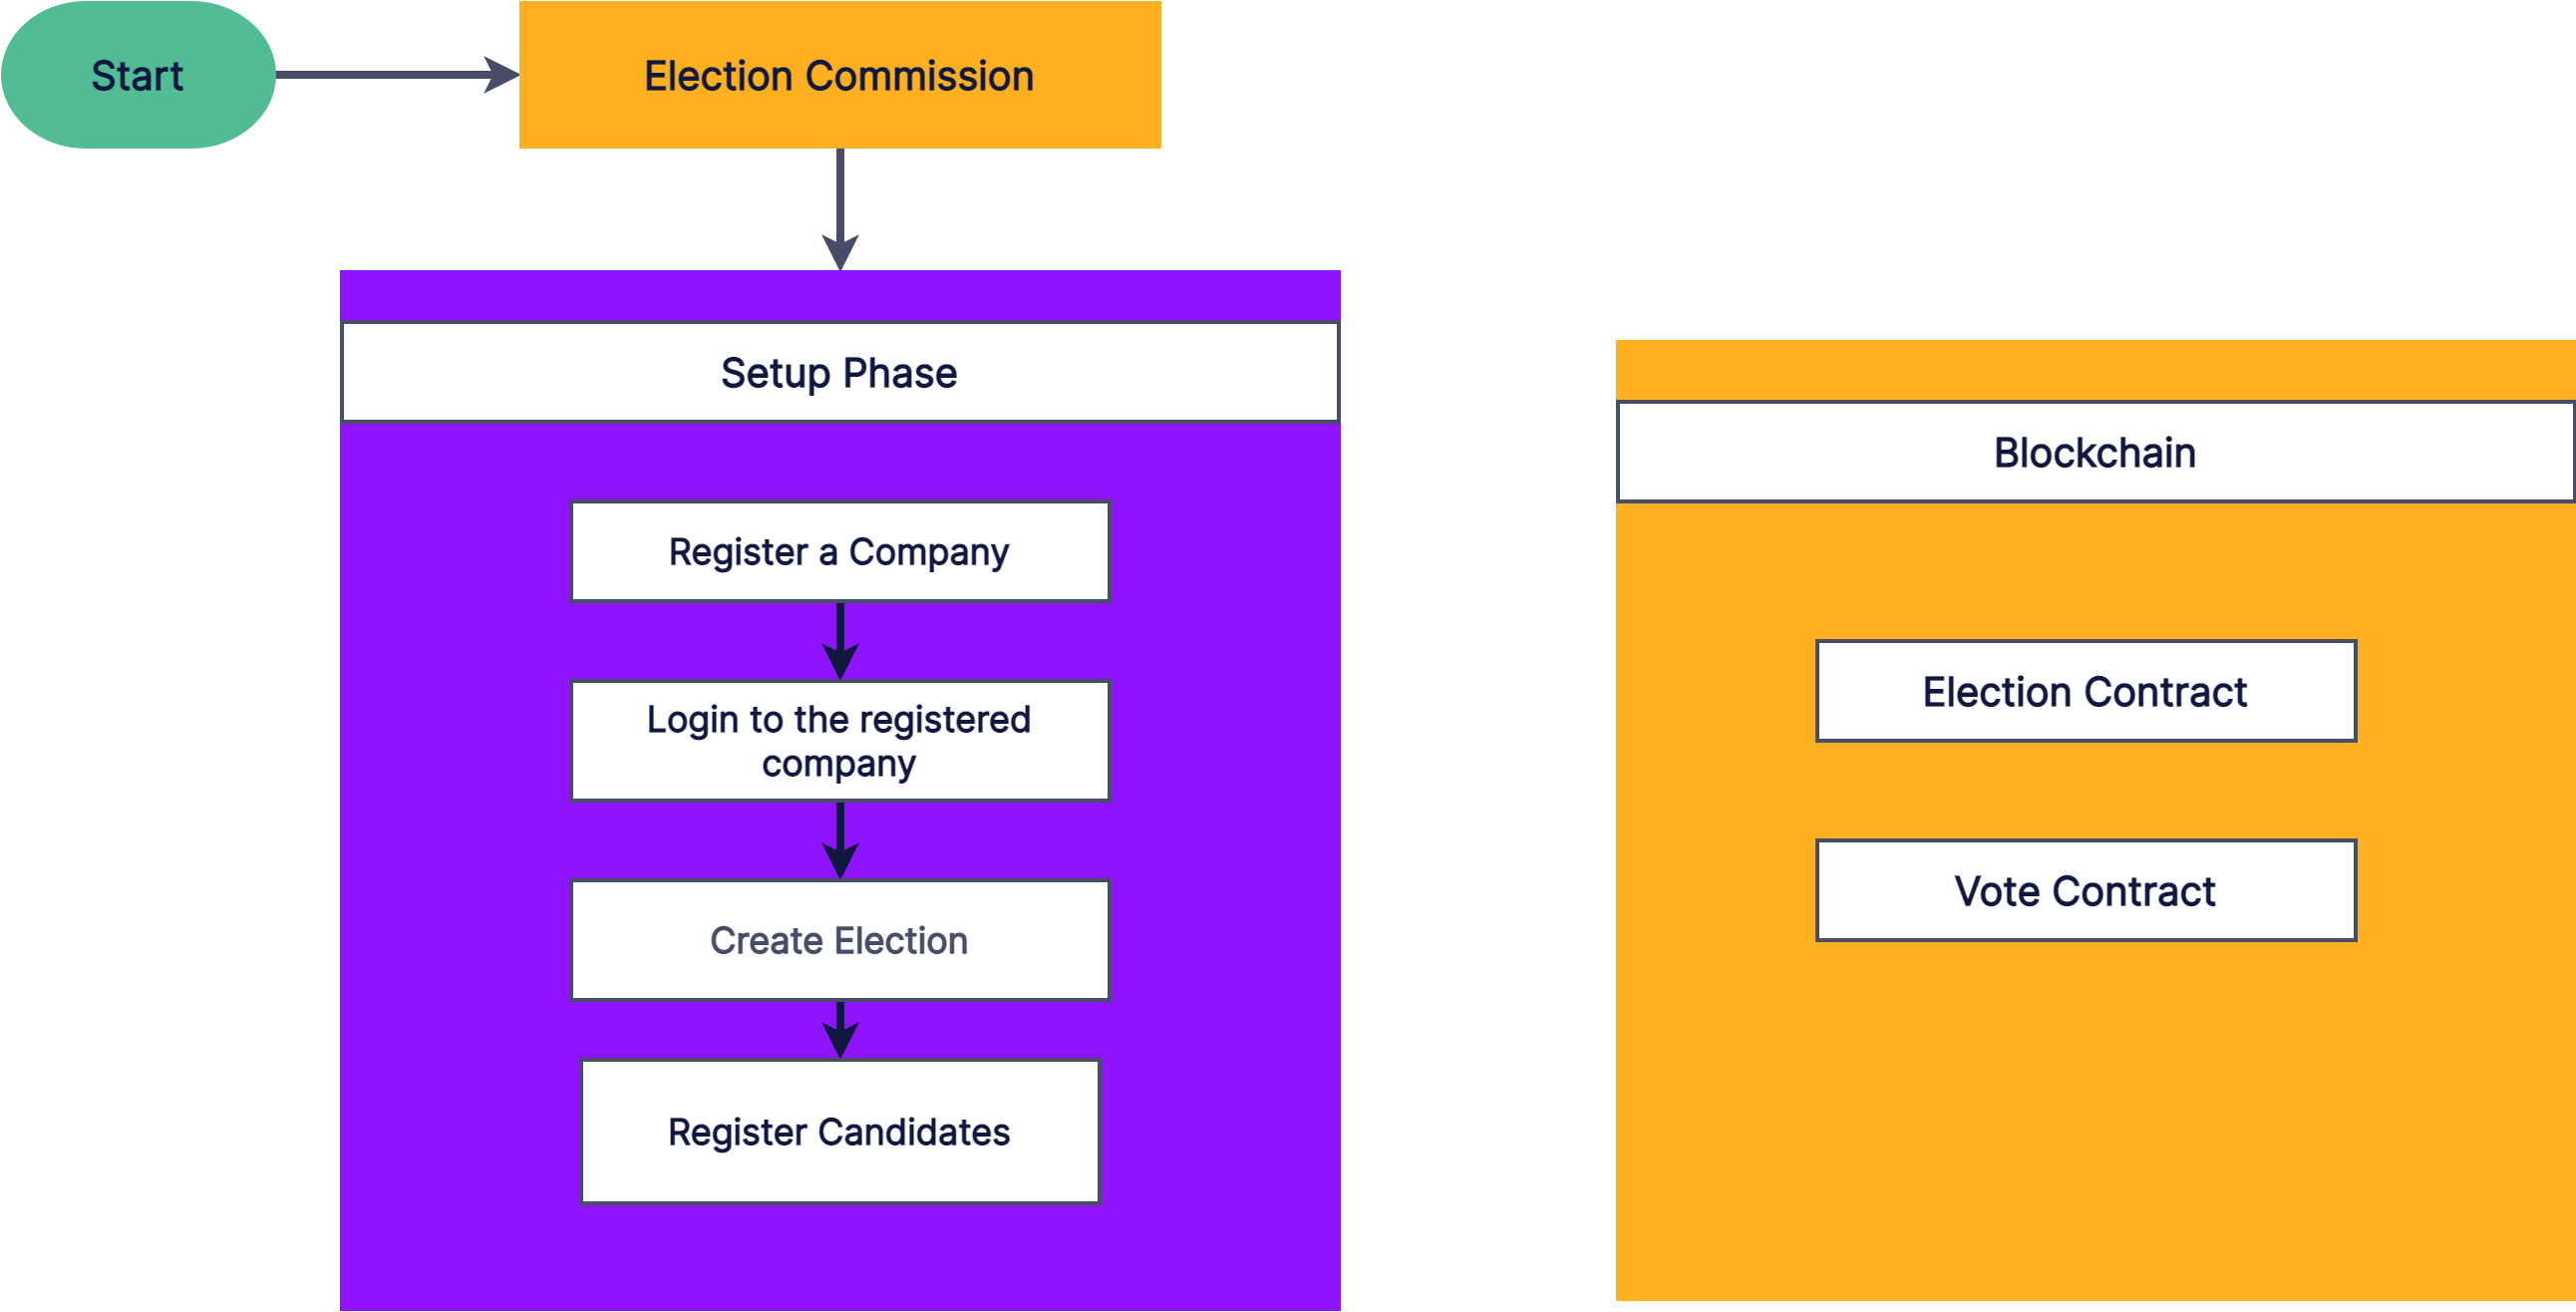 Start
Election Commission
Setup Phase
Register a Company
Login to the registered
company
Create Election
Register Candidates
Blockchain
Election Contract
Vote Contract